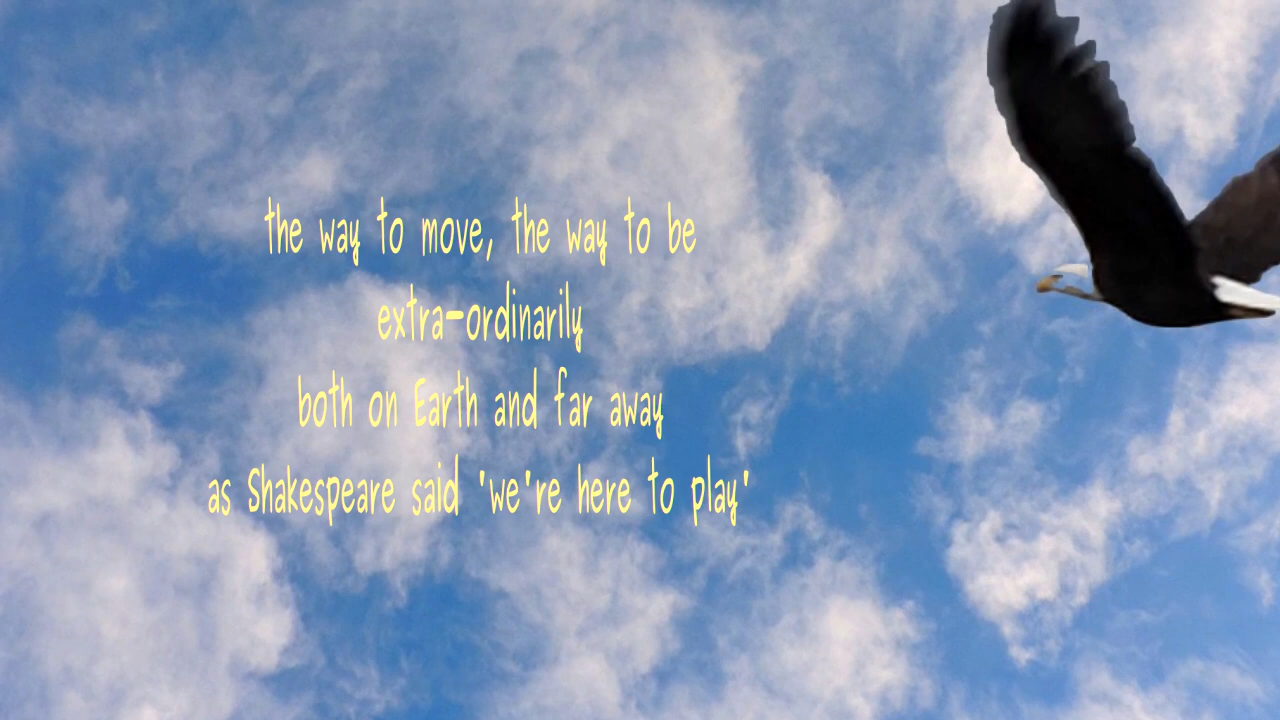 the way to move, the way to be
extra-ordinarily
both on Earth and far away
as Shakespeare said 'we're here to play'